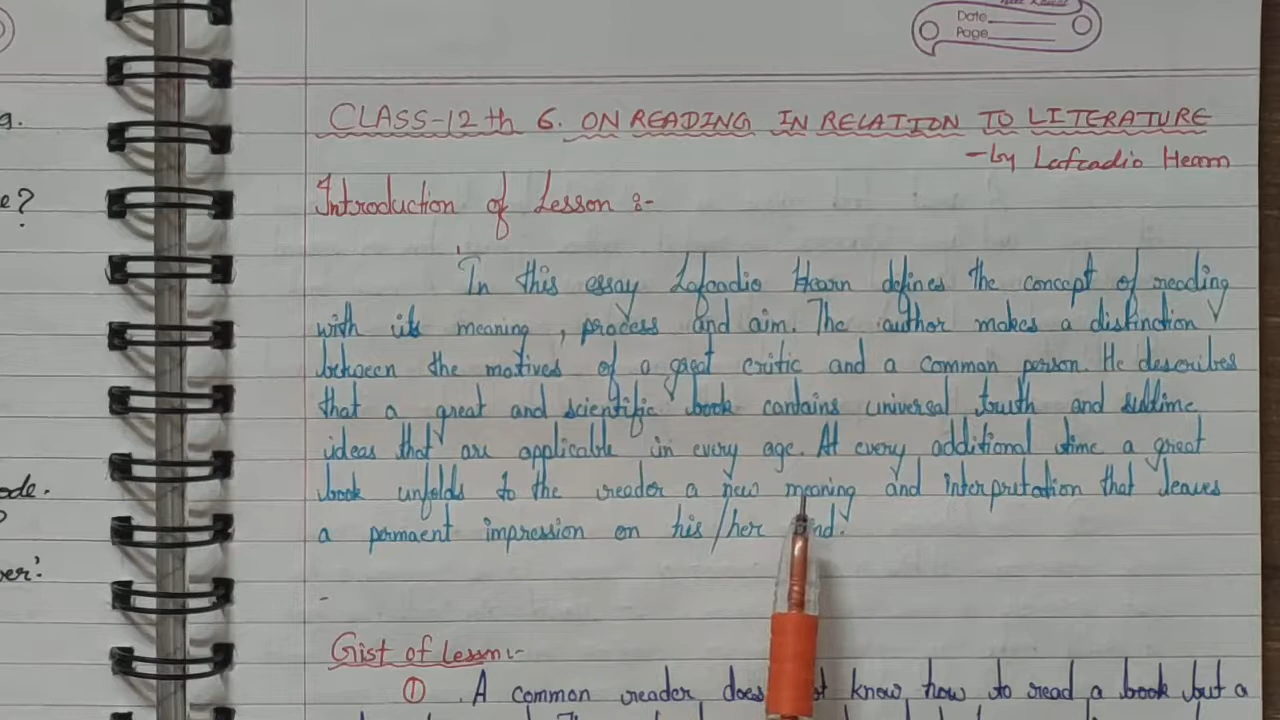 Date
Page
g.
CLASS-12th 6. ON READING IN RELATION TO LITERATURE
-by Lafcadio Hearn
e?
Introduction of Lesson :-
In this essay Lafcadio Hearn defines the concept of reading
with its meaning, process and aim. The author makes a distinction
between the motives of a great critic and a common person. He describes
that a great and scientific book contains universal truth and sublime
ideas that are applicable in every age. At every additional time a great
ode.
book unfolds to the reader a new meaning and interpretation that leaves
a permaent impression on his/her
er?
Gist of Lesson:-
① A common reader does know how to read a book but a